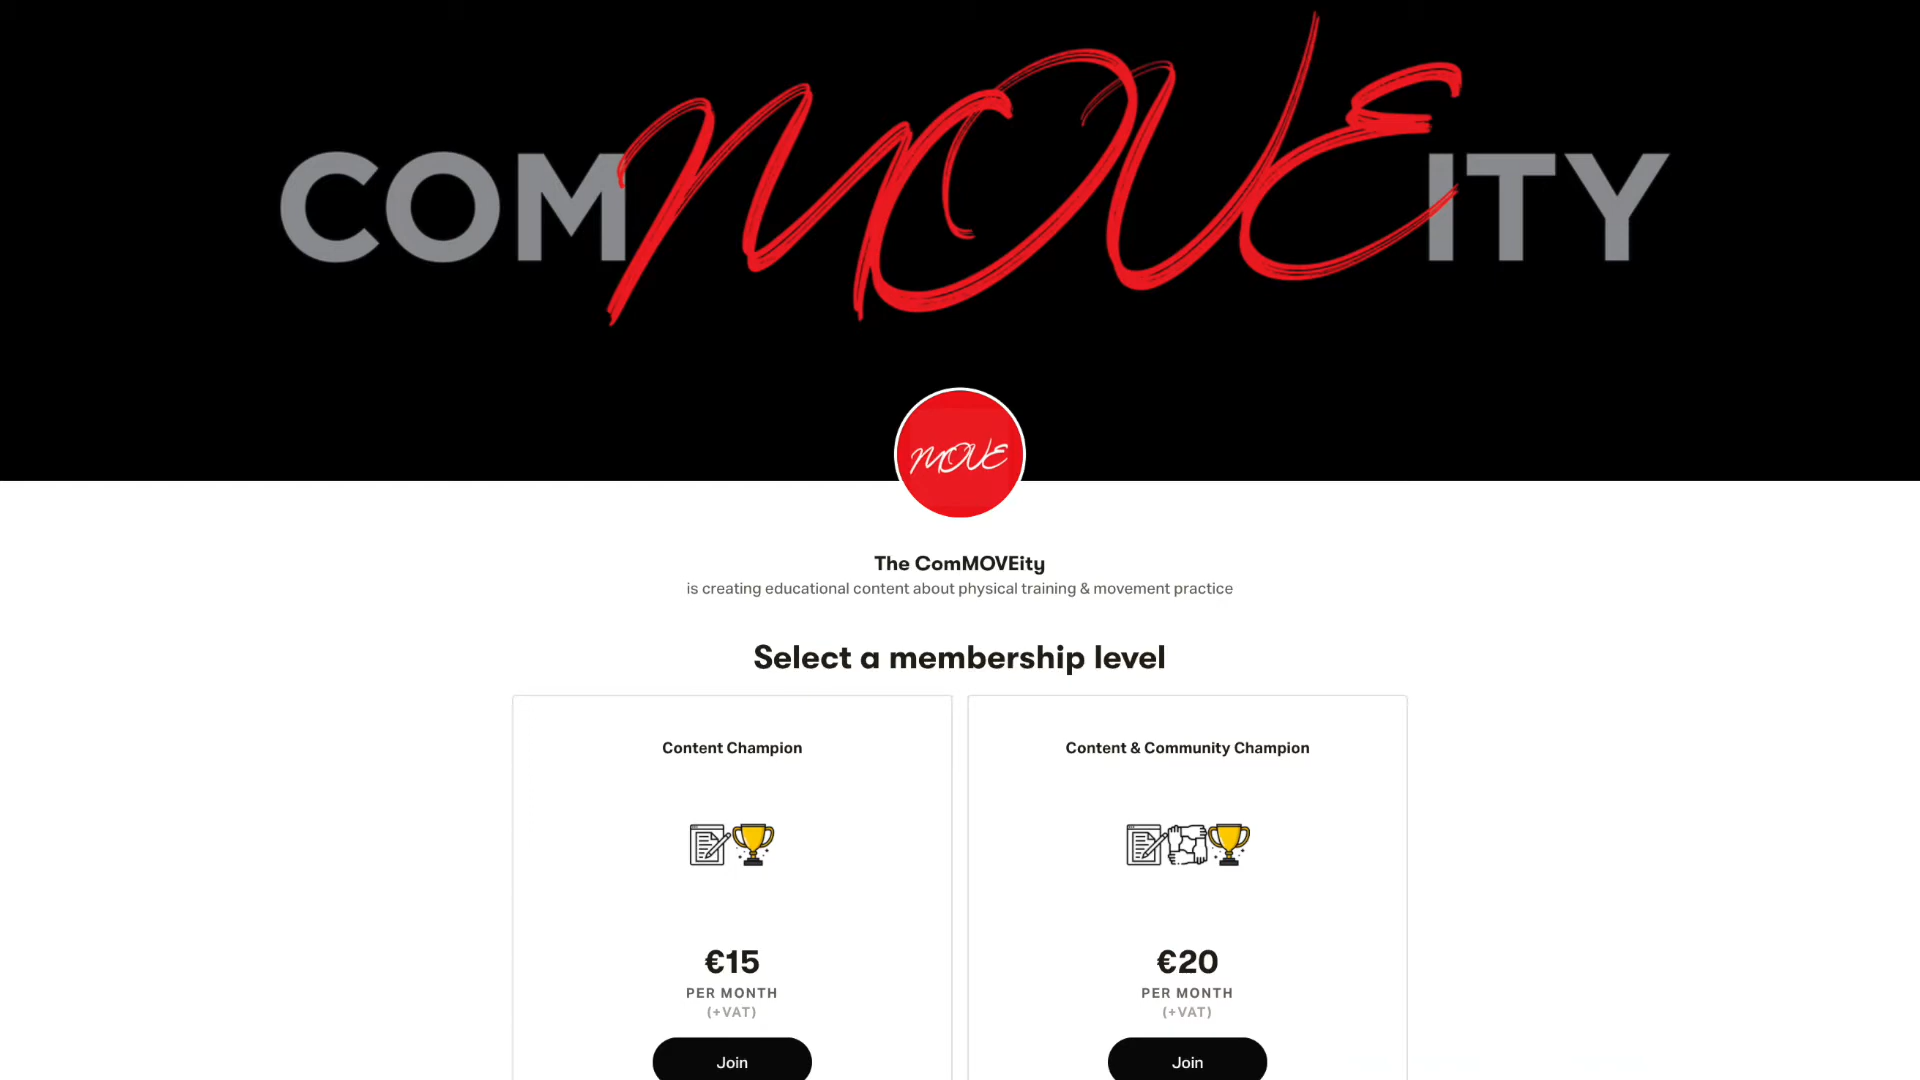 COMMOVEITY
MOVE
The ComMOVEity
is creating educational content about physical training & movement practice
Select a membership level
Content Champion
Content & Community Champion
€15
PER MONTH
(+VAT)
Join
€20
PER MONTH
(+VAT)
Join